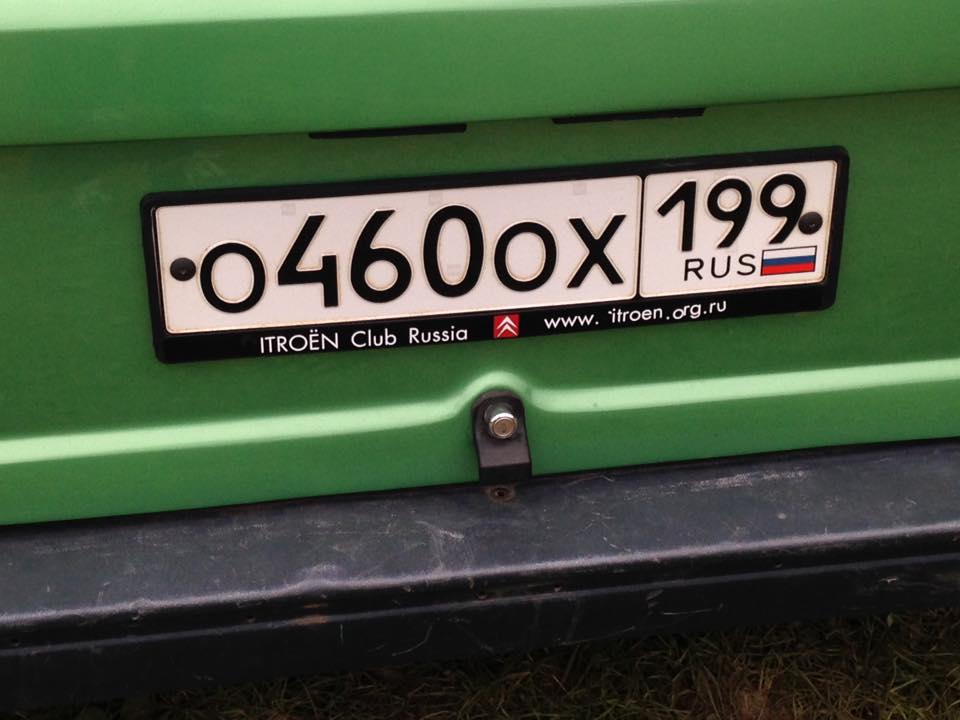 О460ОХ 199
RUS
ITROËN Club Russia www. itroen.org.ru